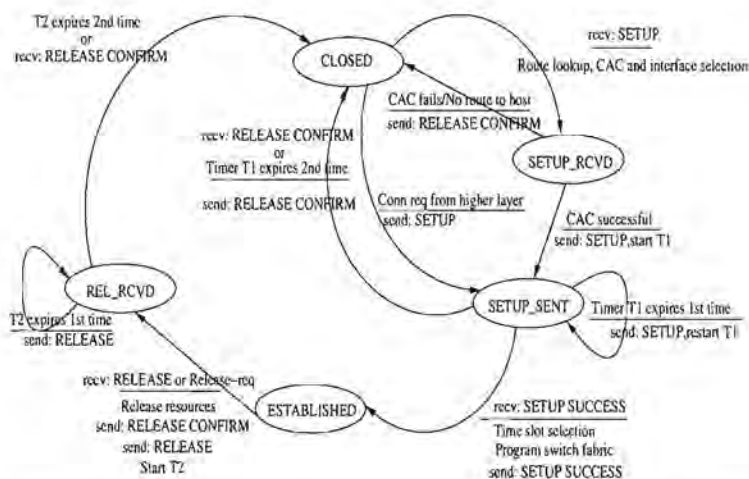 T2 expires 2nd time
or
recv: RELEASE CONFIRM
CLOSED
recv: SETUP
Route lookup, CAC and interface selection
CAC fails/No route to host
send: RELEASE CONFIRM
SETUP_RCVD
recv: RELEASE CONFIRM
or
Timer T1 expires 2nd time
send: RELEASE CONFIRM
Conn req from higher layer
send: SETUP
CAC successful
send: SETUP,start T1
REL_RCVD
T2 expires 1st time
send: RELEASE
SETUP_SENT
Timer T1 expires 1st time
send: SETUP,restart T1
recv: RELEASE or Release-req
Release resources
send: RELEASE CONFIRM
send: RELEASE
Start T2
ESTABLISHED
recv: SETUP SUCCESS
Time slot selection
Program switch fabric
send: SETUP SUCCESS